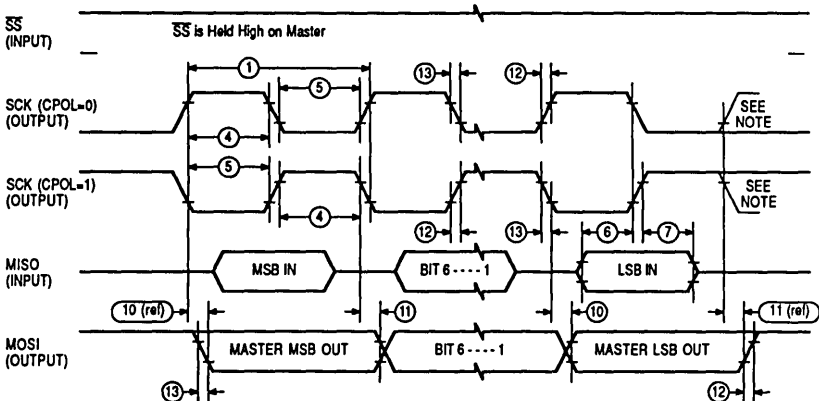 SS
(INPUT)
SS is Held High on Master
1
5
13
12
SCK (CPOL=0)
(OUTPUT)
SEE
NOTE
4
5
SCK (CPOL=1)
(OUTPUT)
SEE
NOTE
4
12
13
6
7
MISO
(INPUT)
MSB IN
BIT 6 - - - - 1
LSB IN
10 (ref)
11
10
11 (ref)
MOSI
(OUTPUT)
MASTER MSB OUT
BIT 6 - - - - 1
MASTER LSB OUT
13
12